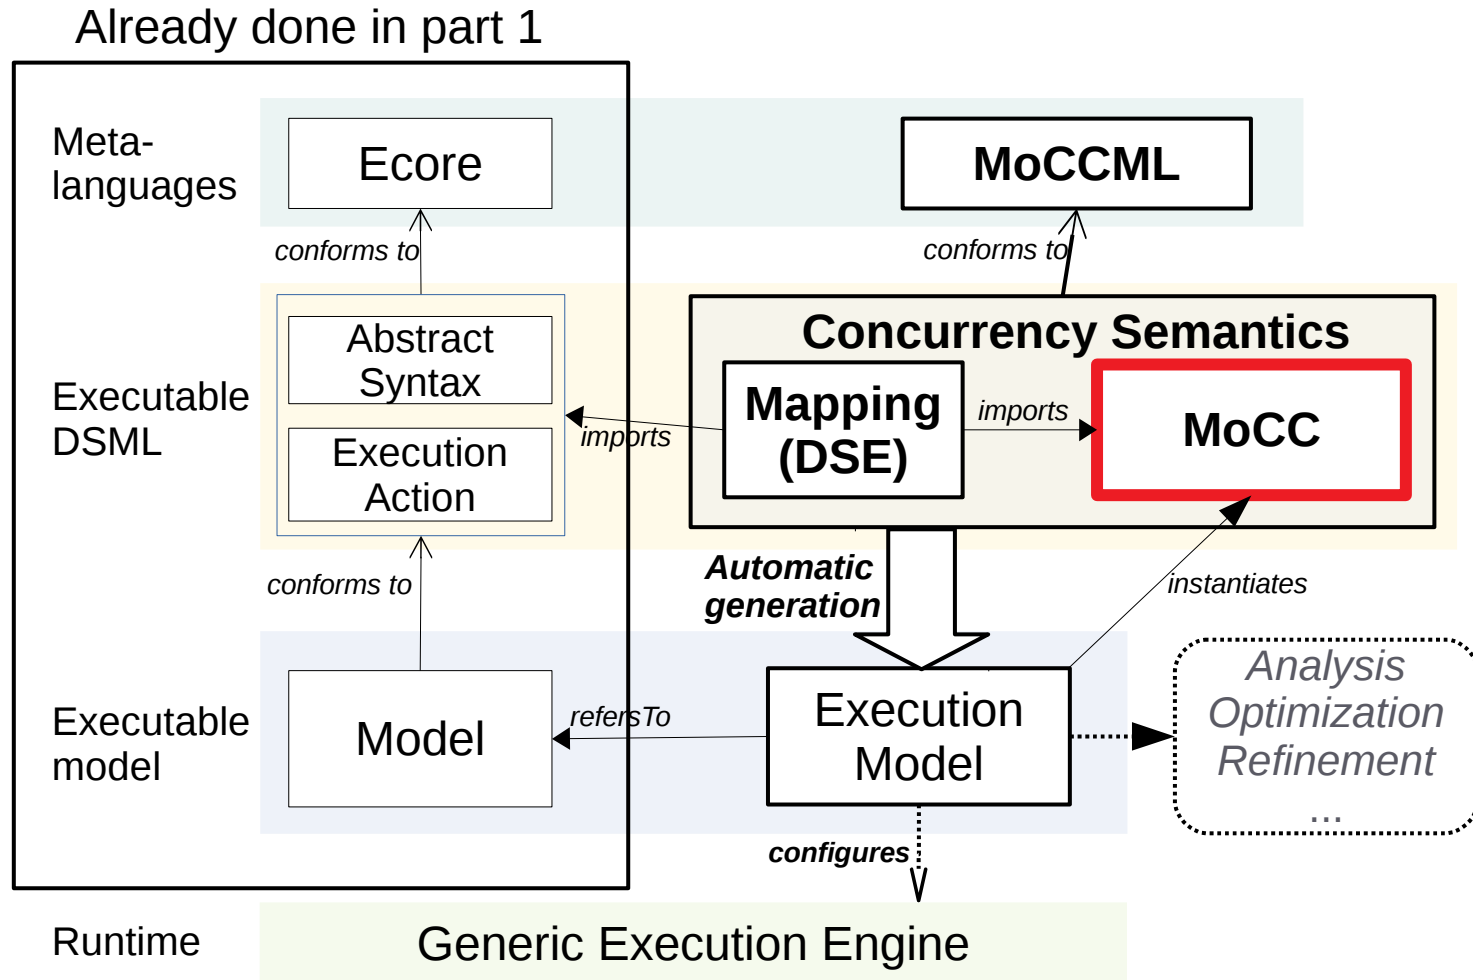 Already done in part 1
Meta-
languages
Ecore
MoCCML
conforms to
conforms to
Executable
DSML
Abstract
Syntax
Execution
Action
imports
Concurrency Semantics
Mapping
(DSE)
imports
MoCC
conforms to
Automatic
generation
instantiates
Executable
model
Model
refersTo
Execution
Model
Analysis
Optimization
Refinement
...
configures
Runtime
Generic Execution Engine